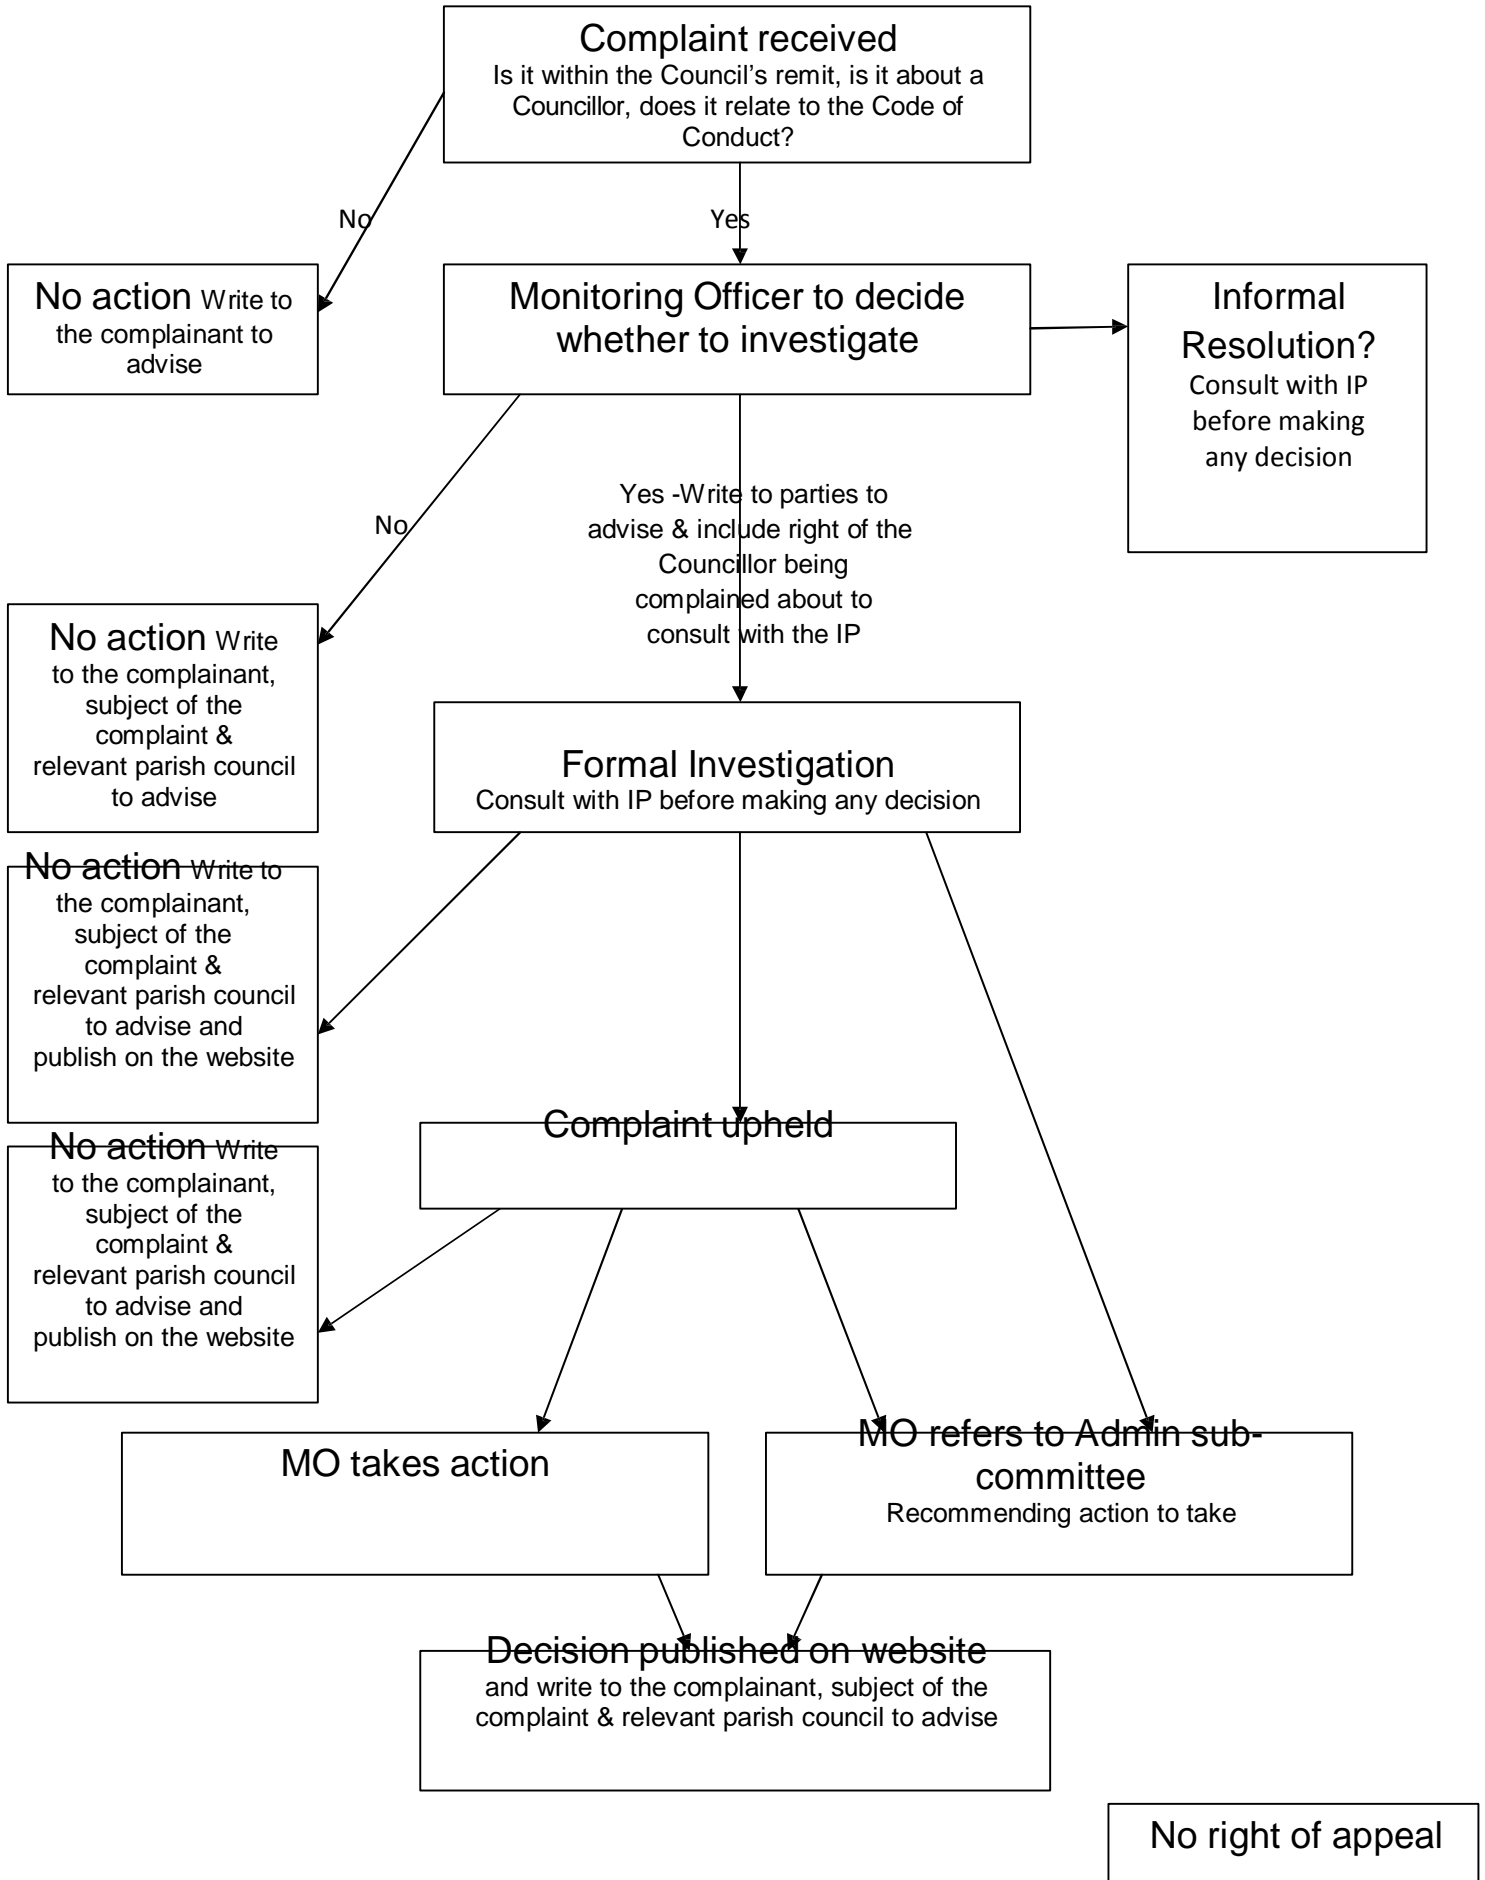 Complaint received
Is it within the Council’s remit, is it about a
Councillor, does it relate to the Code of
Conduct?
No
Yes
No action Write to
the complainant to
advise
Monitoring Officer to decide
whether to investigate
Informal
Resolution?
Consult with IP
before making
any decision
Yes -Write to parties to
advise & include right of the
Councillor being
complained about to
consult with the IP
No
No action Write
to the complainant,
subject of the
complaint &
relevant parish council
to advise
Formal Investigation
Consult with IP before making any decision
No action Write to
the complainant,
subject of the
complaint &
relevant parish council
to advise and
publish on the website
Complaint upheld
No action Write
to the complainant,
subject of the
complaint &
relevant parish council
to advise and
publish on the website
MO takes action
MO refers to Admin sub-
committee
Recommending action to take
Decision published on website
and write to the complainant, subject of the
complaint & relevant parish council to advise
No right of appeal